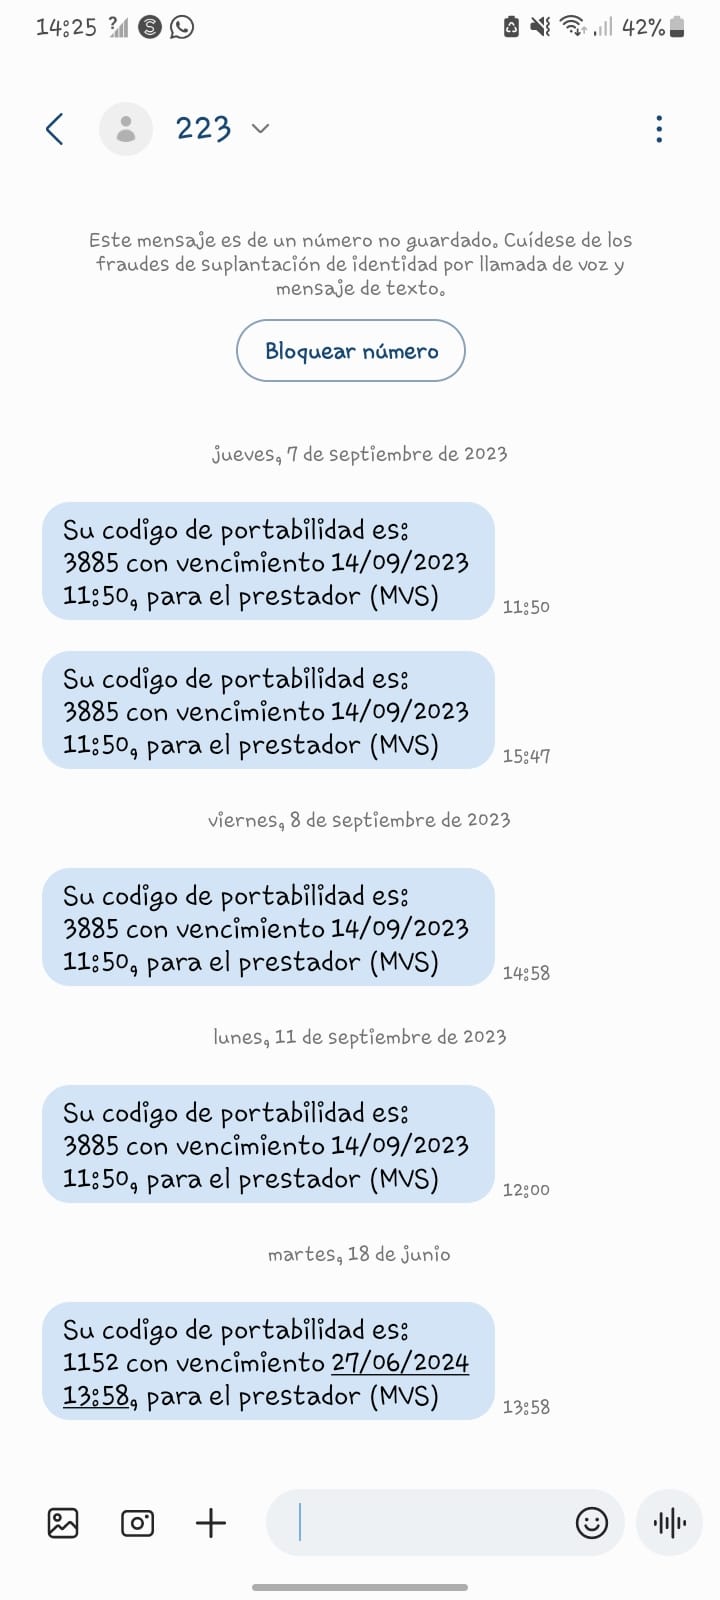 14:25
42%
223
Este mensaje es de un número no guardado. Cuídese de los
fraudes de suplantación de identidad por llamada de voz y
mensaje de texto.
Bloquear número
jueves, 7 de septiembre de 2023
Su codigo de portabilidad es:
3885 con vencimiento 14/09/2023
11:50, para el prestador (MVS)
11:50
Su codigo de portabilidad es:
3885 con vencimiento 14/09/2023
11:50, para el prestador (MVS)
15:47
viernes, 8 de septiembre de 2023
Su codigo de portabilidad es:
3885 con vencimiento 14/09/2023
11:50, para el prestador (MVS)
14:58
lunes, 11 de septiembre de 2023
Su codigo de portabilidad es:
3885 con vencimiento 14/09/2023
11:50, para el prestador (MVS)
12:00
martes, 18 de junio
Su codigo de portabilidad es:
1152 con vencimiento 27/06/2024
13:58, para el prestador (MVS)
13:58